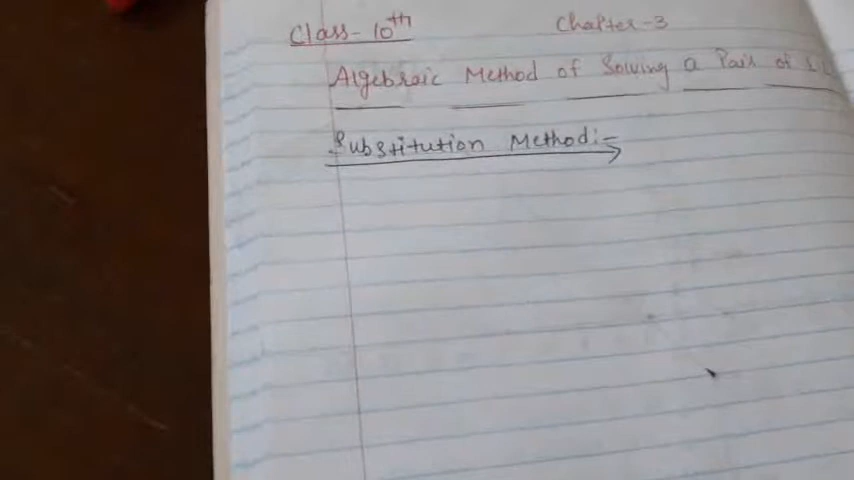 Class- 10th Chapter-3
Algebraic Method of Solving a Pair of
Substitution Method:-